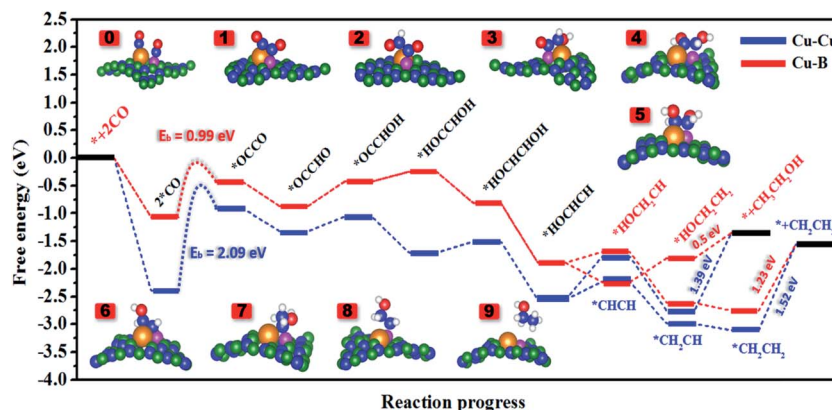 2.5
2.0
1.5
1.0
0.5
0.0
-0.5
-1.0
-1.5
-2.0
-2.5
-3.0
-3.5
-4.0
Free energy (eV)
Reaction progress
0
1
2
3
4
5
6
7
8
9
Cu-Cu
Cu-B
*+2CO
2*CO
E_b = 0.99 eV
E_b = 2.09 eV
*OCCO
*OCCHO
*OCCHOH
*HOCCHOH
*HOCHCHOH
*HOCHCH
*HOCH₂CH
*HOCH₂CH₂
*+CH₃CH₂OH
*CHCH
*CH₂CH
*CH₂CH₂
0.5 eV
1.39 eV
1.23 eV
1.52 eV